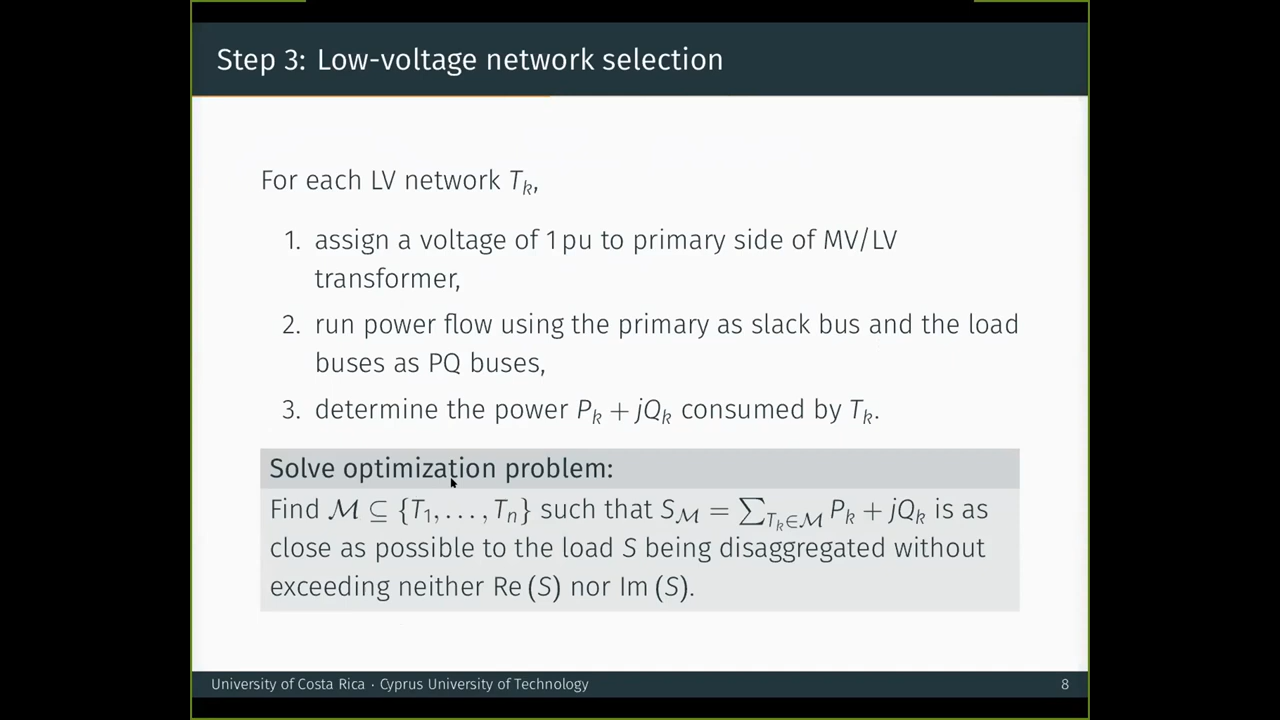 Step 3: Low-voltage network selection
For each LV network Tₖ,
1. assign a voltage of 1 pu to primary side of MV/LV
transformer,
2. run power flow using the primary as slack bus and the load
buses as PQ buses,
3. determine the power Pₖ + jQₖ consumed by Tₖ.
Solve optimization problem:
Find ℳ ⊆ {T₁, . . . , Tₙ} such that S_ℳ = ∑_{Tₖ∈ℳ} Pₖ + jQₖ is as
close as possible to the load S being disaggregated without
exceeding neither Re (S) nor Im (S).
University of Costa Rica · Cyprus University of Technology 8